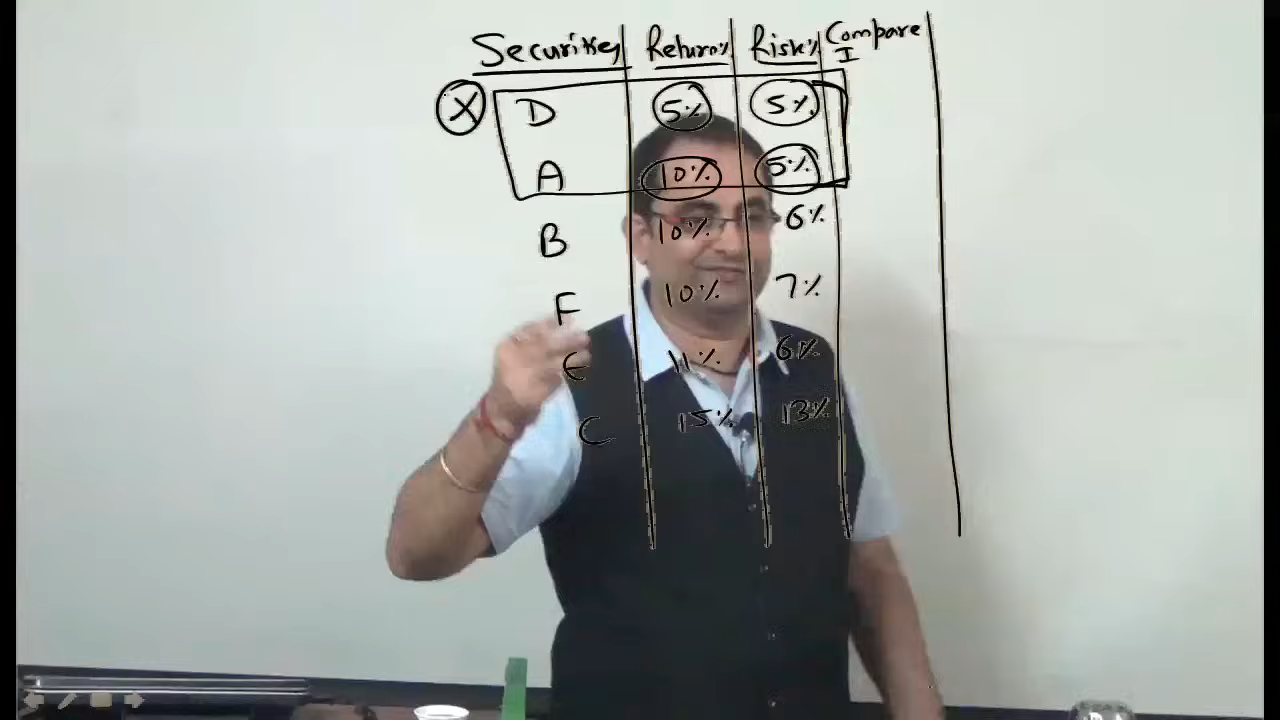 Securities Return% Risk% Compare I
X D 5% 5%
A 10% 5%
B 10% 6%
F 10% 7%
E 11% 6%
C 15% 13%